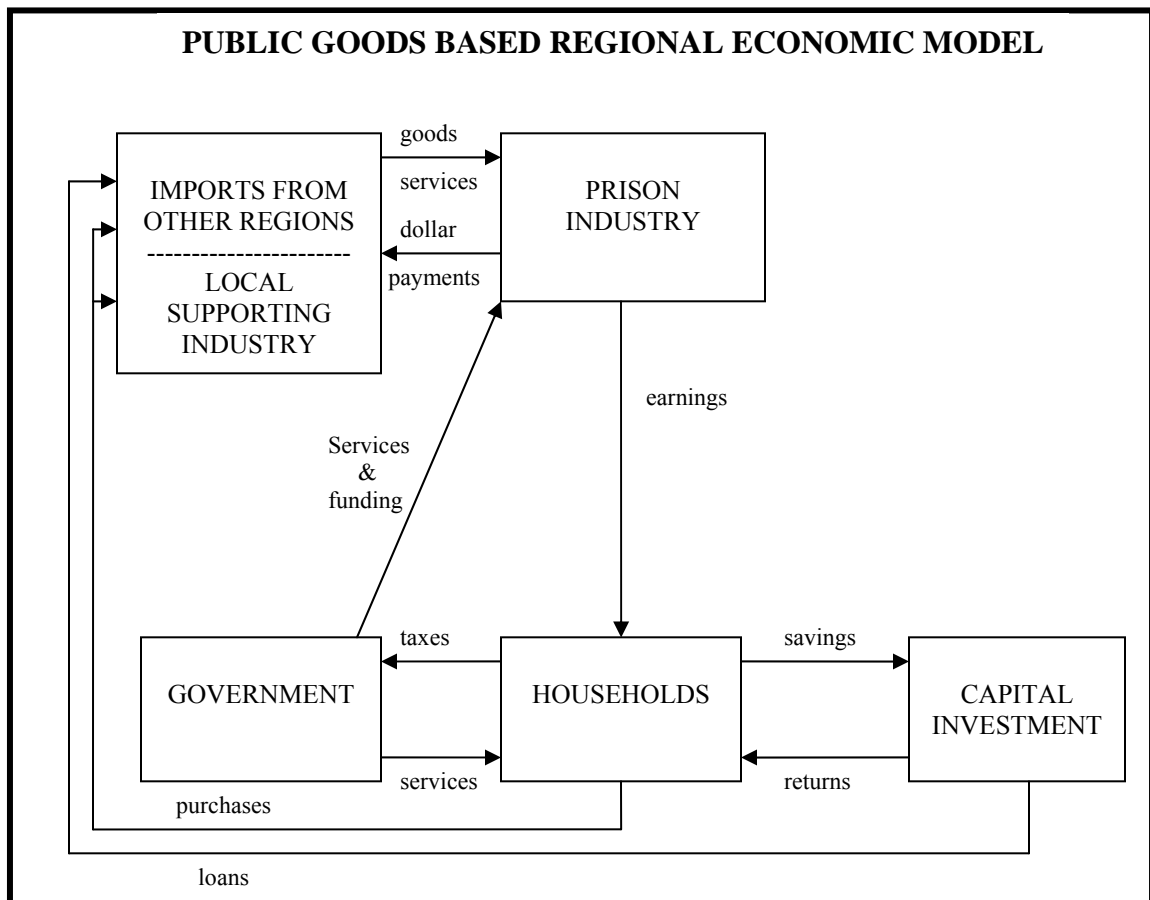 PUBLIC GOODS BASED REGIONAL ECONOMIC MODEL
IMPORTS FROM
OTHER REGIONS
-----------------------
LOCAL
SUPPORTING
INDUSTRY
goods
services
dollar
payments
PRISON
INDUSTRY
earnings
Services
&
funding
GOVERNMENT
taxes
services
HOUSEHOLDS
savings
returns
CAPITAL
INVESTMENT
purchases
loans